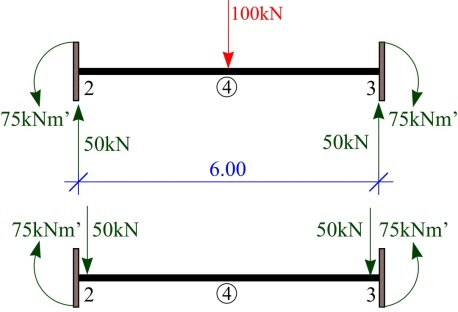 100kN
2 ④ 3
75kNm’ 75kNm’
50kN 50kN
6.00
75kNm’ 50kN 50kN 75kNm’
2 ④ 3